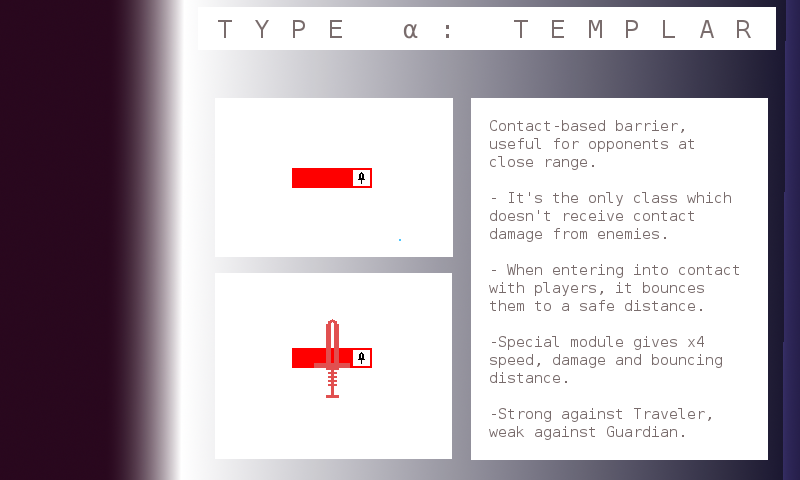 TYPE α: TEMPLAR
Contact-based barrier,
useful for opponents at
close range.
- It's the only class which
doesn't receive contact
damage from enemies.
- When entering into contact
with players, it bounces
them to a safe distance.
-Special module gives x4
speed, damage and bouncing
distance.
-Strong against Traveler,
weak against Guardian.